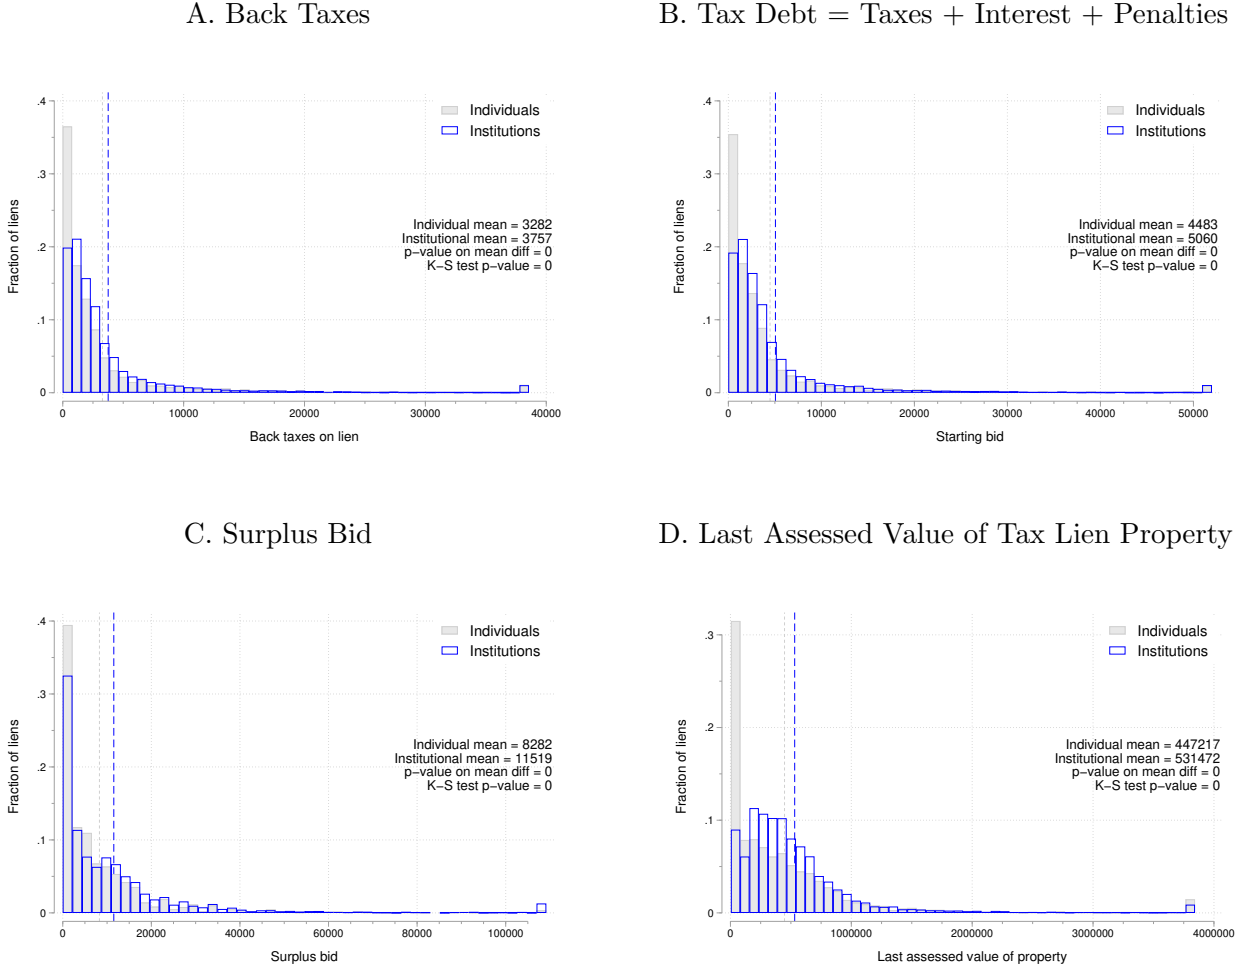 A. Back Taxes
.4
.3
.2
.1
0
Fraction of liens
Individuals
Institutions
Individual mean = 3282
Institutional mean = 3757
p−value on mean diff = 0
K−S test p−value = 0
0 10000 20000 30000 40000
Back taxes on lien
B. Tax Debt = Taxes + Interest + Penalties
.4
.3
.2
.1
0
Fraction of liens
Individuals
Institutions
Individual mean = 4483
Institutional mean = 5060
p−value on mean diff = 0
K−S test p−value = 0
0 10000 20000 30000 40000 50000
Starting bid
C. Surplus Bid
.4
.3
.2
.1
0
Fraction of liens
Individuals
Institutions
Individual mean = 8282
Institutional mean = 11519
p−value on mean diff = 0
K−S test p−value = 0
0 20000 40000 60000 80000 100000
Surplus bid
D. Last Assessed Value of Tax Lien Property
.3
.2
.1
0
Fraction of liens
Individuals
Institutions
Individual mean = 447217
Institutional mean = 531472
p−value on mean diff = 0
K−S test p−value = 0
0 1000000 2000000 3000000 4000000
Last assessed value of property